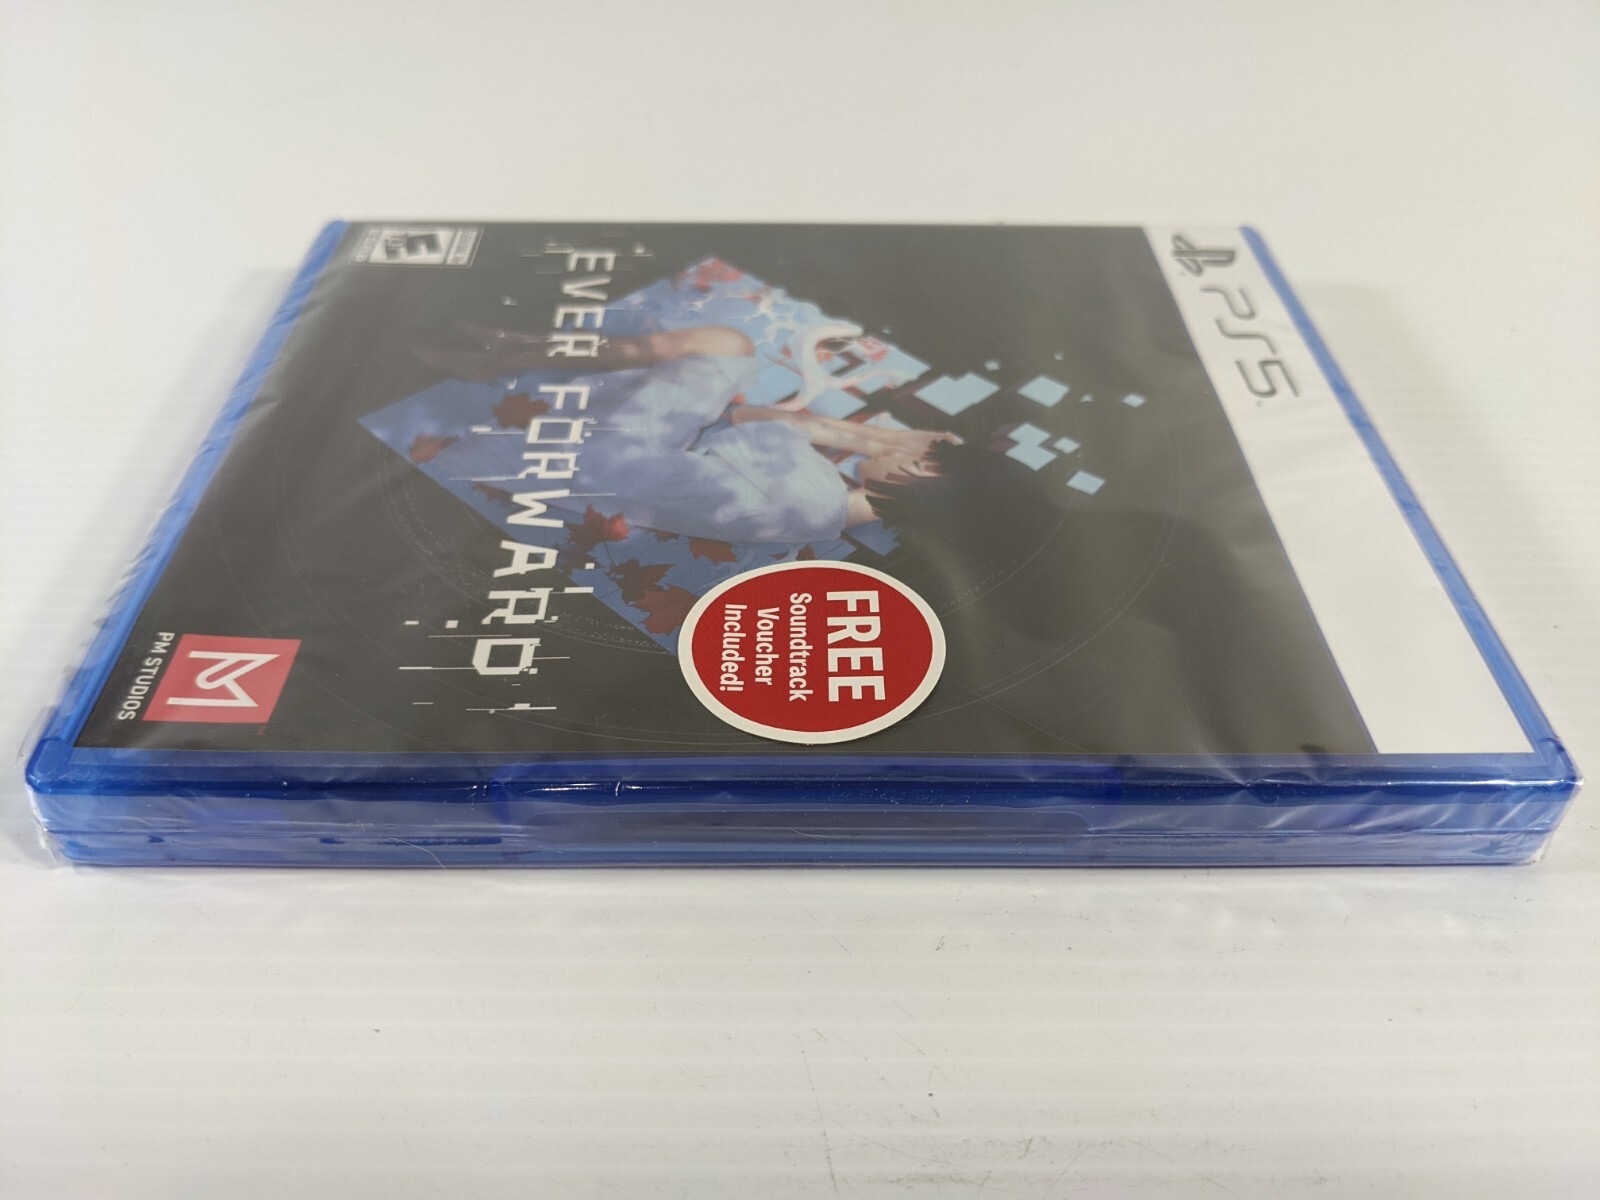 PS5
EVER FORWARD
FREE
Soundtrack
Voucher
Included!
E
PM STUDIOS